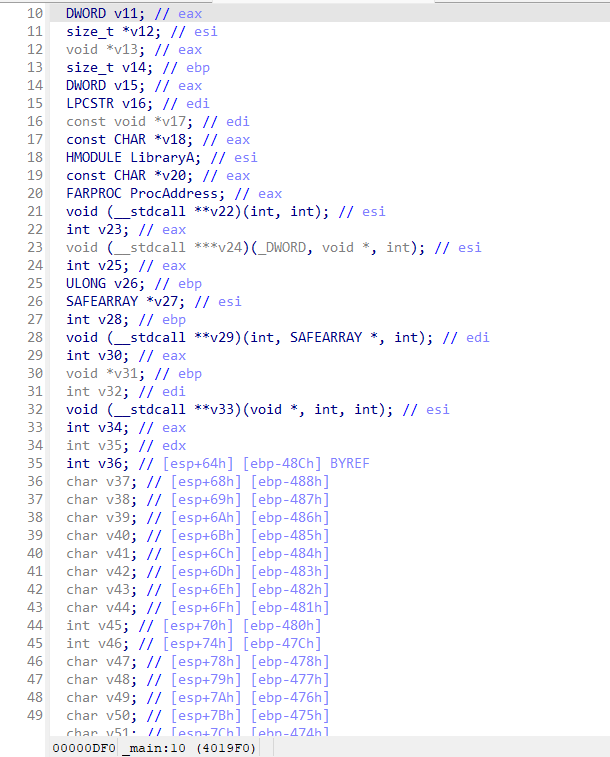 10 DWORD v11; // eax
11 size_t *v12; // esi
12 void *v13; // eax
13 size_t v14; // ebp
14 DWORD v15; // eax
15 LPCSTR v16; // edi
16 const void *v17; // edi
17 const CHAR *v18; // eax
18 HMODULE LibraryA; // esi
19 const CHAR *v20; // eax
20 FARPROC ProcAddress; // eax
21 void (__stdcall **v22)(int, int); // esi
22 int v23; // eax
23 void (__stdcall ***v24)(_DWORD, void *, int); // esi
24 int v25; // eax
25 ULONG v26; // ebp
26 SAFEARRAY *v27; // esi
27 int v28; // ebp
28 void (__stdcall **v29)(int, SAFEARRAY *, int); // edi
29 int v30; // eax
30 void *v31; // ebp
31 int v32; // edi
32 void (__stdcall **v33)(void *, int, int); // esi
33 int v34; // eax
34 int v35; // edx
35 int v36; // [esp+64h] [ebp-48Ch] BYREF
36 char v37; // [esp+68h] [ebp-488h]
37 char v38; // [esp+69h] [ebp-487h]
38 char v39; // [esp+6Ah] [ebp-486h]
39 char v40; // [esp+6Bh] [ebp-485h]
40 char v41; // [esp+6Ch] [ebp-484h]
41 char v42; // [esp+6Dh] [ebp-483h]
42 char v43; // [esp+6Eh] [ebp-482h]
43 char v44; // [esp+6Fh] [ebp-481h]
44 int v45; // [esp+70h] [ebp-480h]
45 int v46; // [esp+74h] [ebp-47Ch]
46 char v47; // [esp+78h] [ebp-478h]
47 char v48; // [esp+79h] [ebp-477h]
48 char v49; // [esp+7Ah] [ebp-476h]
49 char v50; // [esp+7Bh] [ebp-475h]
char v51; // [esp+7Ch] [ebp-474h]
00000DF0 _main:10 (4019F0)